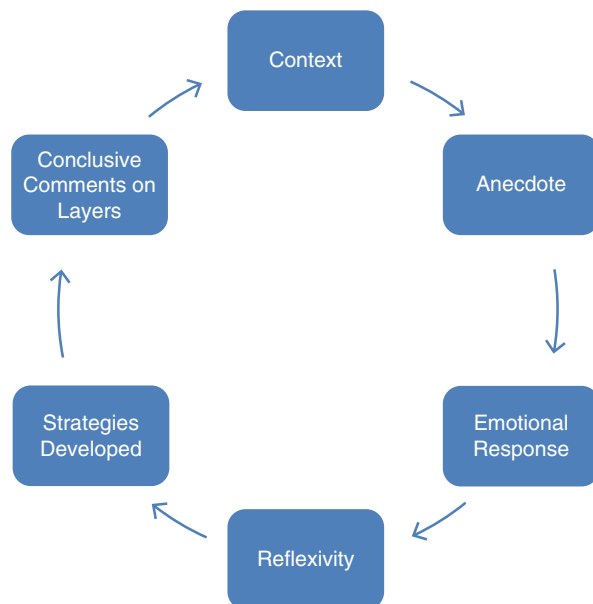 Context
Anecdote
Emotional
Response
Reflexivity
Strategies
Developed
Conclusive
Comments on
Layers